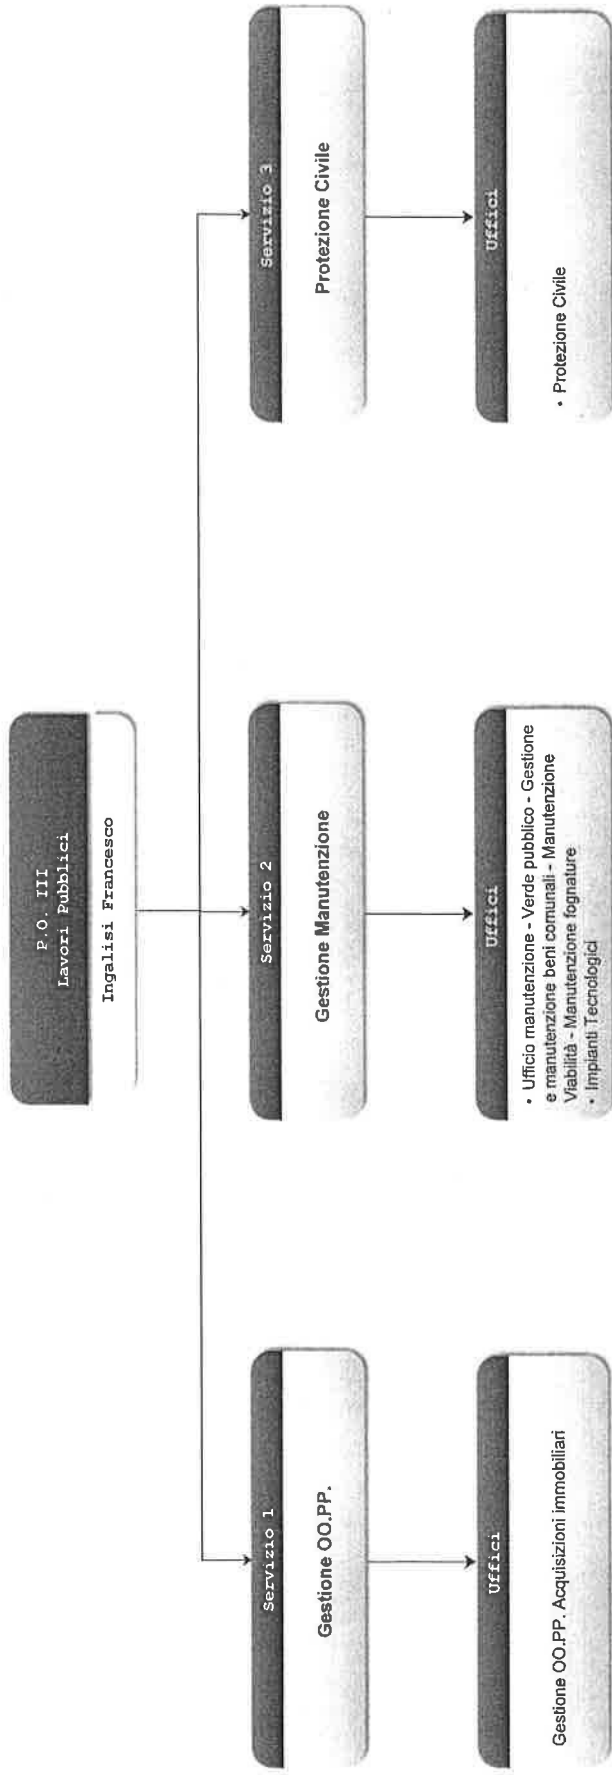 P.O. III
Lavori Pubblici
Ingalisi Francesco
Servizio 1
Gestione OO.PP.
Uffici
Gestione OO.PP. Acquisizioni immobiliari
Servizio 2
Gestione Manutenzione
Uffici
• Ufficio manutenzione - Verde pubblico - Gestione
e manutenzione beni comunali - Manutenzione
Viabilità - Manutenzione fognature
• Impianti Tecnologici
Servizio 3
Protezione Civile
Uffici
• Protezione Civile